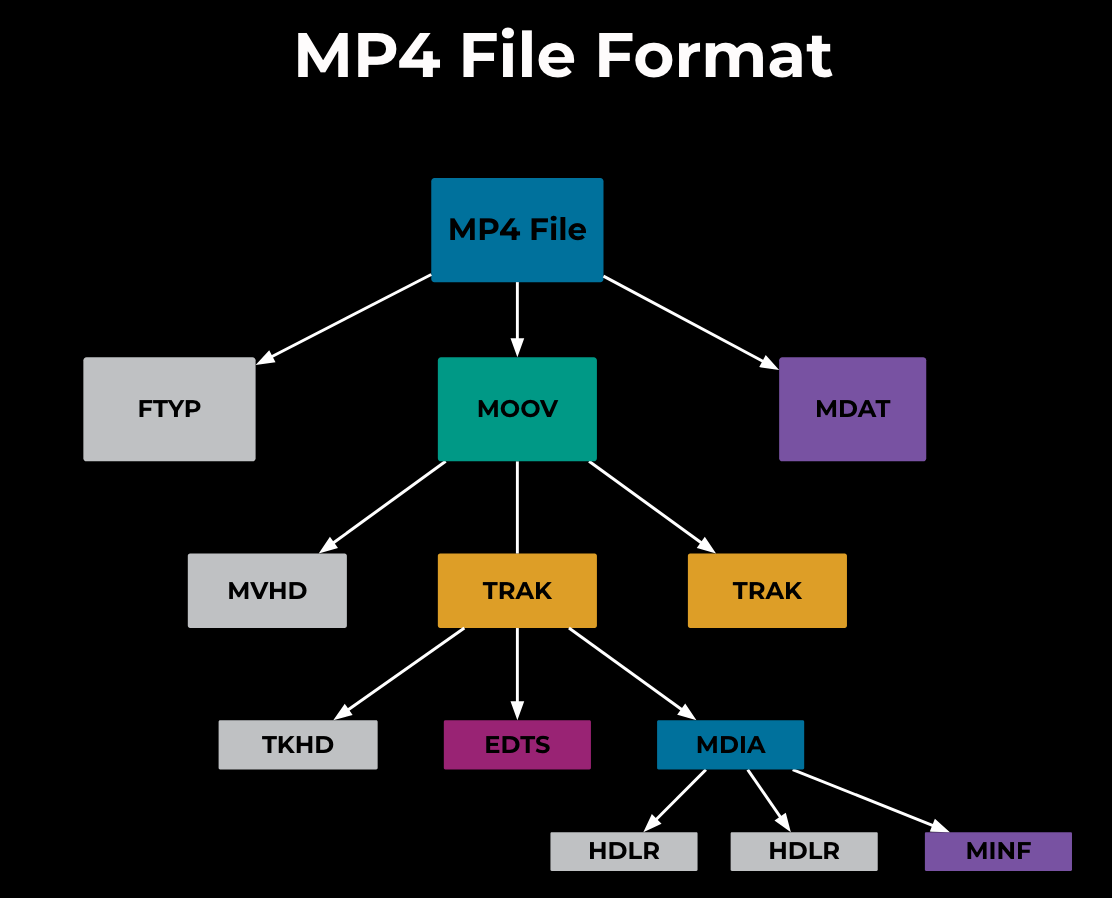 MP4 File Format
MP4 File
FTYP
MOOV
MDAT
MVHD
TRAK
TRAK
TKHD
EDTS
MDIA
HDLR
HDLR
MINF